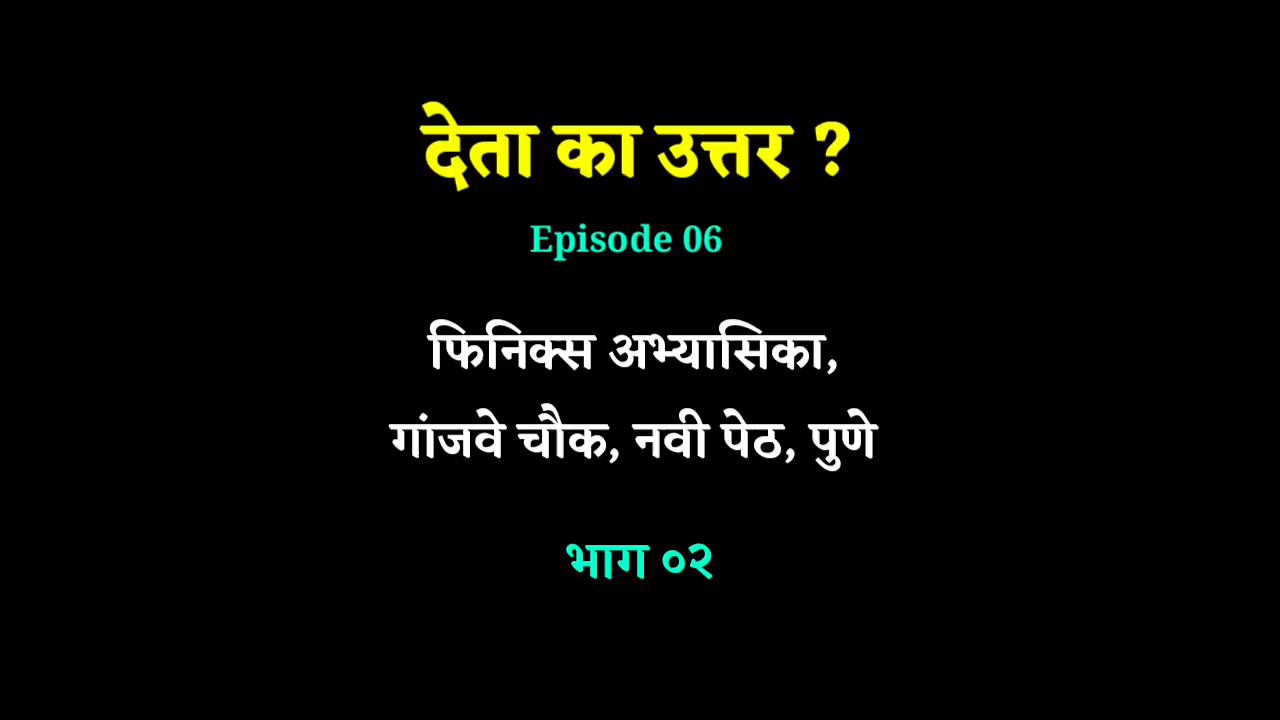 देता का उत्तर ?
Episode 06
फिनिक्स अभ्यासिका,
गांजवे चौक, नवी पेठ, पुणे
भाग ०२